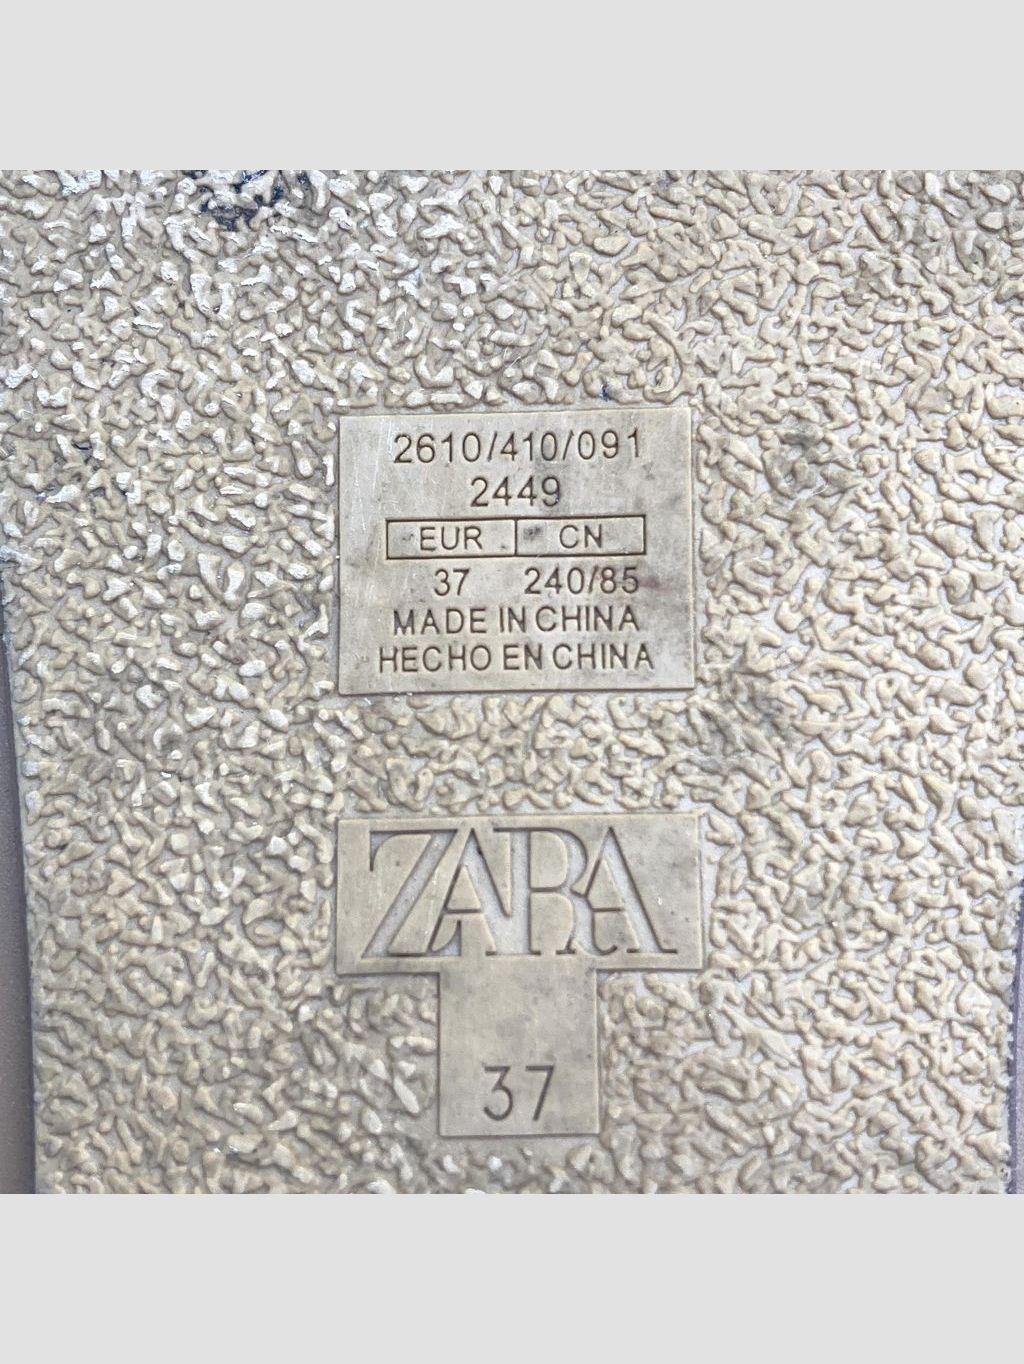 2610/410/091
2449
EUR CN
37 240/85
MADE IN CHINA
HECHO EN CHINA
ZARA
37